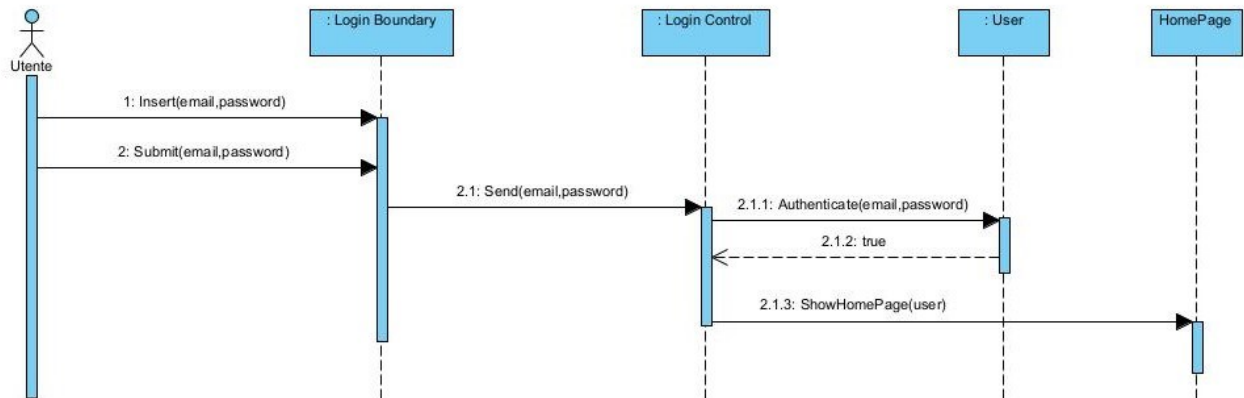 : Login Boundary
: Login Control
: User
HomePage
Utente
1: Insert(email,password)
2: Submit(email,password)
2.1: Send(email,password)
2.1.1: Authenticate(email,password)
2.1.2: true
2.1.3: ShowHomePage(user)